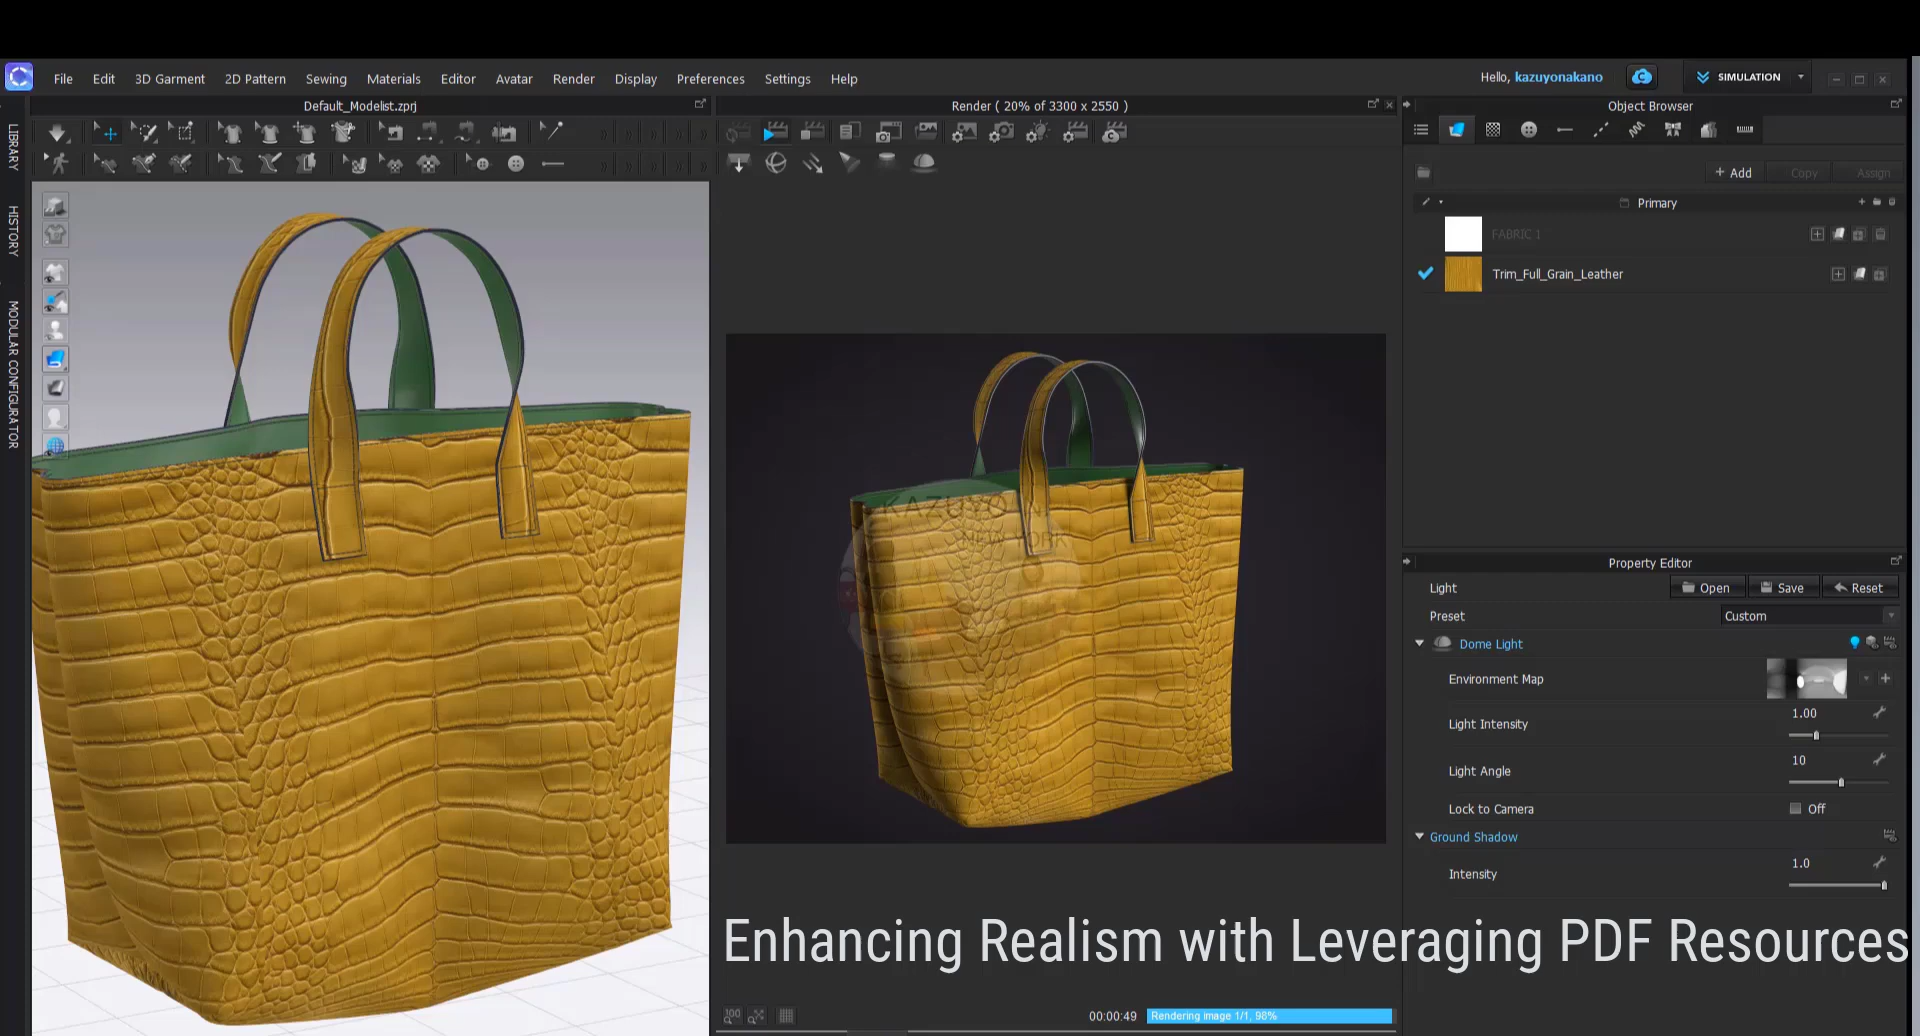 File Edit 3D Garment 2D Pattern Sewing Materials Editor Avatar Render Display Preferences Settings Help
Hello, kazuyonakano
SIMULATION
Default_Modelist.zprj
Render ( 20% of 3300 x 2550 )
Object Browser
LIBRARY
HISTORY
MODULAR CONFIGURATOR
+ Add Copy Assign
Primary
FABRIC 1
Trim_Full_Grain_Leather
KAZUYO N
NEW YORK
Property Editor
Light Open Save Reset
Preset Custom
Dome Light
Environment Map
Light Intensity 1.00
Light Angle 10
Lock to Camera Off
Ground Shadow
Intensity 1.0
Enhancing Realism with Leveraging PDF Resources
100
00:00:49 Rendering image 1/1, 98%